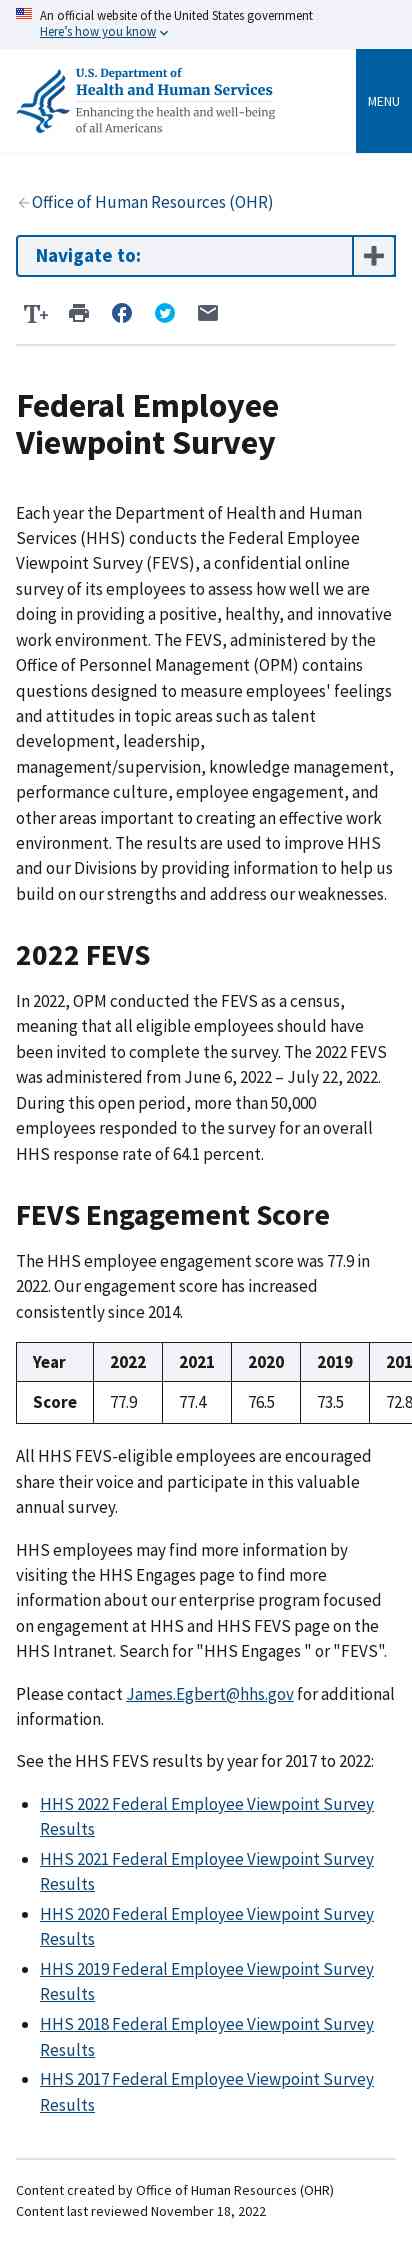 An official website of the United States government
Here's how you know
U.S. Department of
Health and Human Services
Enhancing the health and well-being
of all Americans
MENU
Office of Human Resources (OHR)
Navigate to:
T+
Federal Employee
Viewpoint Survey
Each year the Department of Health and Human
Services (HHS) conducts the Federal Employee
Viewpoint Survey (FEVS), a confidential online
survey of its employees to assess how well we are
doing in providing a positive, healthy, and innovative
work environment. The FEVS, administered by the
Office of Personnel Management (OPM) contains
questions designed to measure employees' feelings
and attitudes in topic areas such as talent
development, leadership,
management/supervision, knowledge management,
performance culture, employee engagement, and
other areas important to creating an effective work
environment. The results are used to improve HHS
and our Divisions by providing information to help us
build on our strengths and address our weaknesses.
2022 FEVS
In 2022, OPM conducted the FEVS as a census,
meaning that all eligible employees should have
been invited to complete the survey. The 2022 FEVS
was administered from June 6, 2022 – July 22, 2022.
During this open period, more than 50,000
employees responded to the survey for an overall
HHS response rate of 64.1 percent.
FEVS Engagement Score
The HHS employee engagement score was 77.9 in
2022. Our engagement score has increased
consistently since 2014.
Year 2022 2021 2020 2019 201
Score 77.9 77.4 76.5 73.5 72.8
All HHS FEVS-eligible employees are encouraged
share their voice and participate in this valuable
annual survey.
HHS employees may find more information by
visiting the HHS Engages page to find more
information about our enterprise program focused
on engagement at HHS and HHS FEVS page on the
HHS Intranet. Search for "HHS Engages " or "FEVS".
Please contact James.Egbert@hhs.gov for additional
information.
See the HHS FEVS results by year for 2017 to 2022:
HHS 2022 Federal Employee Viewpoint Survey
Results
HHS 2021 Federal Employee Viewpoint Survey
Results
HHS 2020 Federal Employee Viewpoint Survey
Results
HHS 2019 Federal Employee Viewpoint Survey
Results
HHS 2018 Federal Employee Viewpoint Survey
Results
HHS 2017 Federal Employee Viewpoint Survey
Results
Content created by Office of Human Resources (OHR)
Content last reviewed November 18, 2022